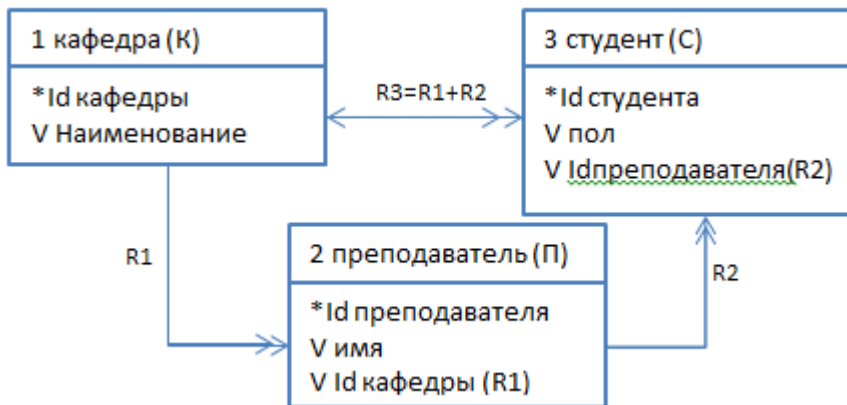 1 кафедра (К)
*Id кафедры
V Наименование
R3=R1+R2
3 студент (С)
*Id студента
V пол
V Idпреподавателя(R2)
R1
2 преподаватель (П)
*Id преподавателя
V имя
V Id кафедры (R1)
R2